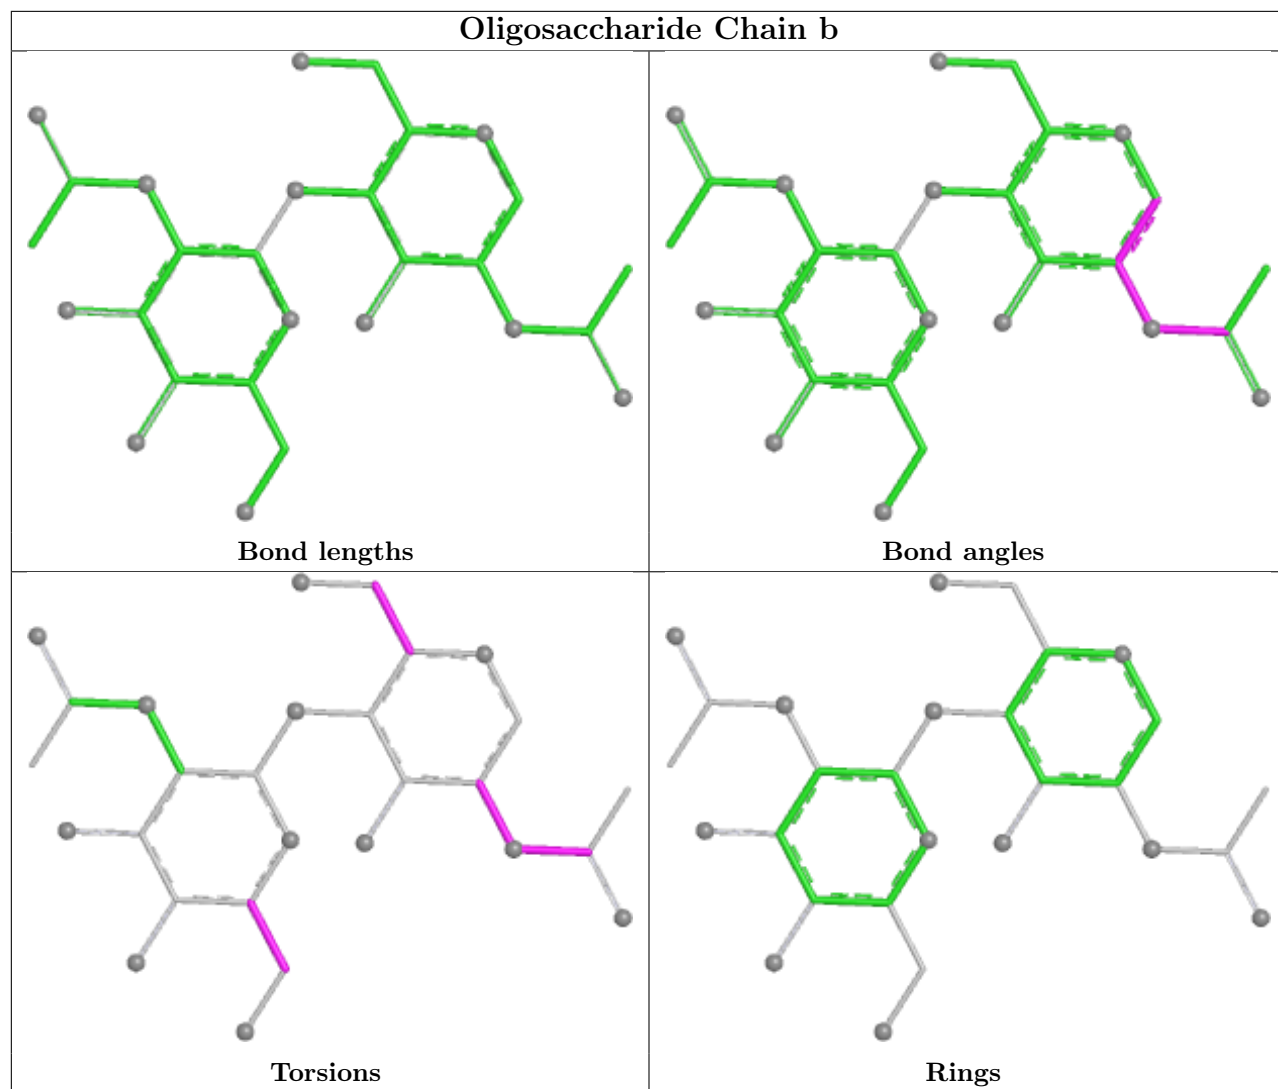 Oligosaccharide Chain b
Bond lengths
Bond angles
Torsions
Rings